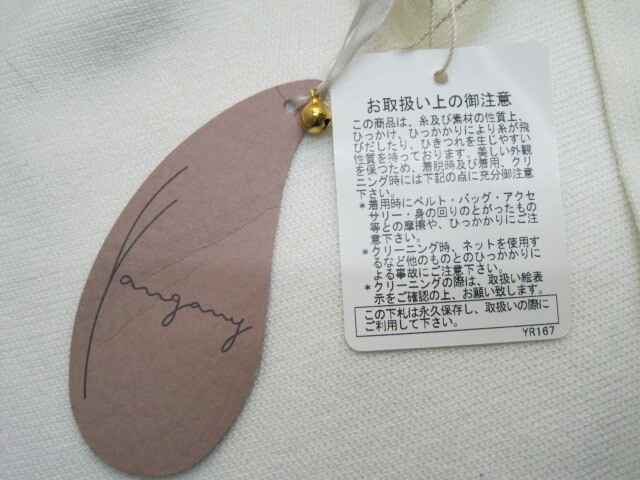 Yangany
お取扱い上の御注意
この商品は、糸及び素材の性質上、
ひっかけ、ひっかかりにより糸が飛
びだしたり、ひきつれを生しやすい
性質を持っております。美しい外観
を保つため、着脱時及び着用、クリ
ーニング時には下記の点に充分御注意
下さい。
*着用時にベルト・バッグ・アクセ
サリー・身の回りのとがったもの
等との摩擦や、ひっかかりにご注
意下さい。
*クリーニング時、ネットを使用す
るなど他のものとのひっかかりに
よる事故にご注意下さい。
*クリーニングの際は、取扱い絵表
示をご確認の上、お願い致します。
この下札は永久保存し、取扱いの際に
ご利用して下さい。
YR167